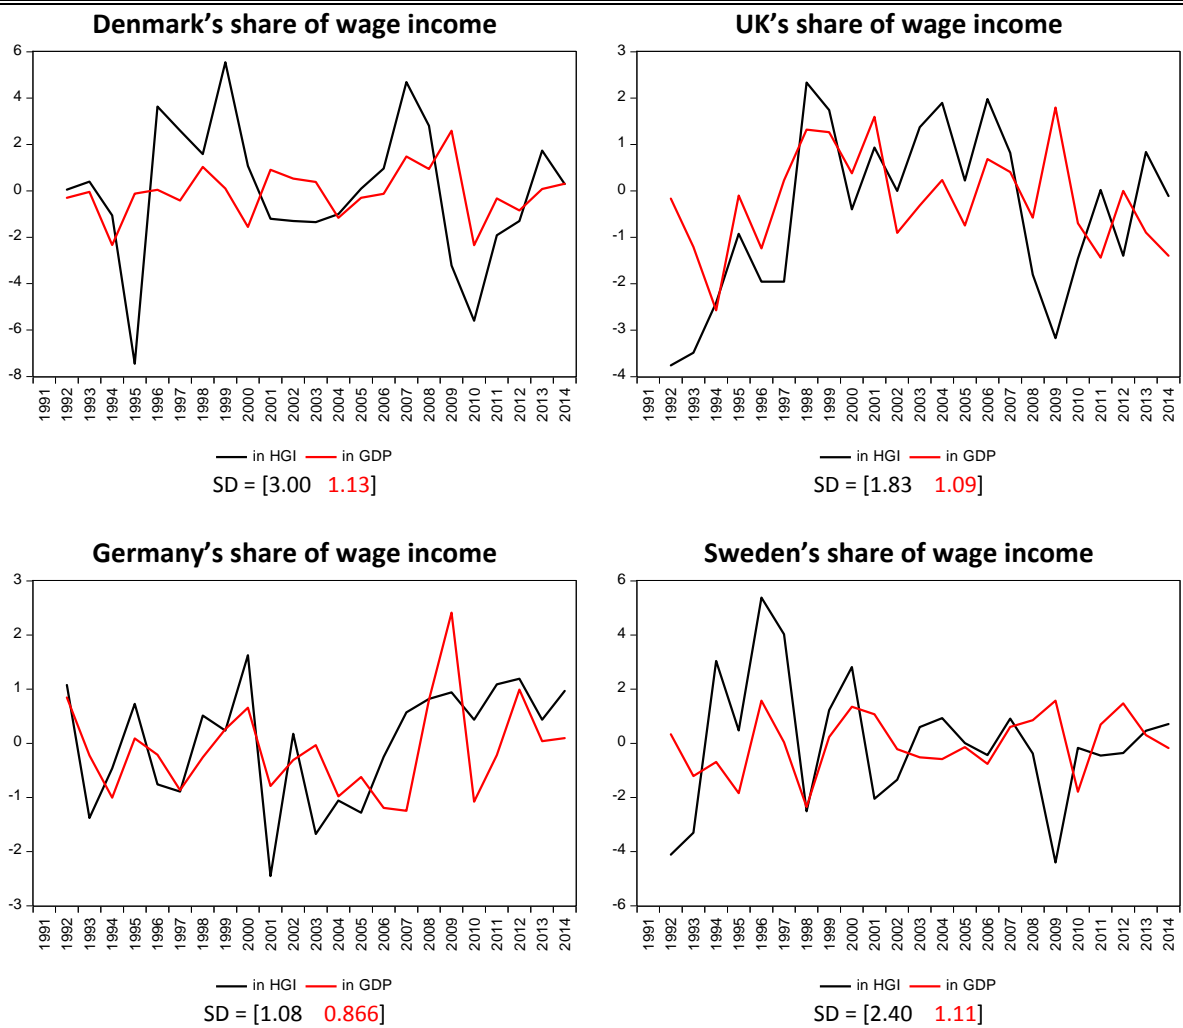 Denmark's share of wage income
6
4
2
0
-2
-4
-6
-8
1991 1992 1993 1994 1995 1996 1997 1998 1999 2000 2001 2002 2003 2004 2005 2006 2007 2008 2009 2010 2011 2012 2013 2014
in HGI in GDP
SD = [3.00 1.13]
UK's share of wage income
3
2
1
0
-1
-2
-3
-4
1991 1992 1993 1994 1995 1996 1997 1998 1999 2000 2001 2002 2003 2004 2005 2006 2007 2008 2009 2010 2011 2012 2013 2014
in HGI in GDP
SD = [1.83 1.09]
Germany's share of wage income
3
2
1
0
-1
-2
-3
1991 1992 1993 1994 1995 1996 1997 1998 1999 2000 2001 2002 2003 2004 2005 2006 2007 2008 2009 2010 2011 2012 2013 2014
in HGI in GDP
SD = [1.08 0.866]
Sweden's share of wage income
6
4
2
0
-2
-4
-6
1991 1992 1993 1994 1995 1996 1997 1998 1999 2000 2001 2002 2003 2004 2005 2006 2007 2008 2009 2010 2011 2012 2013 2014
in HGI in GDP
SD = [2.40 1.11]